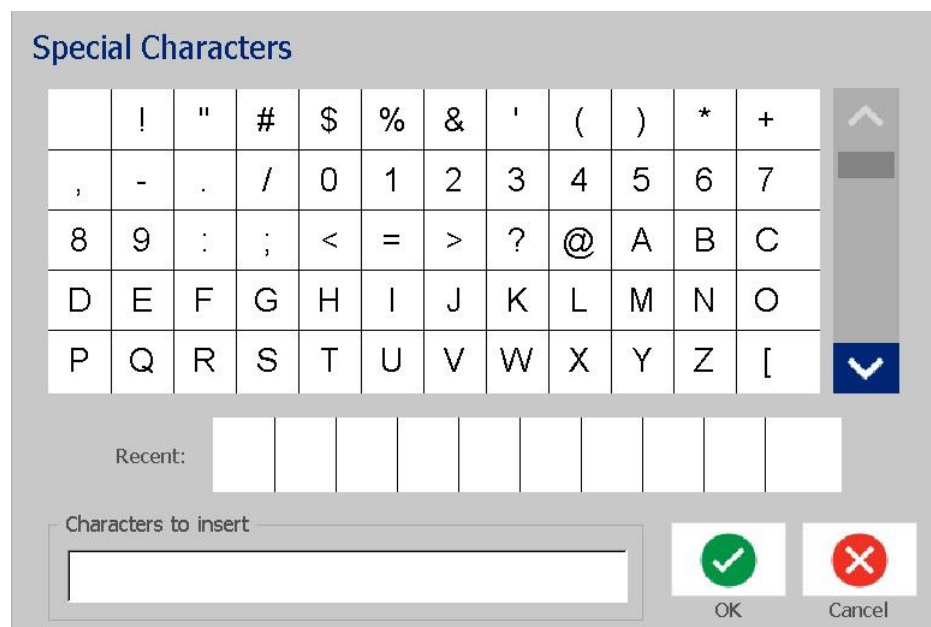 Special Characters
! " # $ % & ' ( ) * +
, - . / 0 1 2 3 4 5 6 7
8 9 : ; < = > ? @ A B C
D E F G H I J K L M N O
P Q R S T U V W X Y Z [
Recent:
Characters to insert
OK Cancel